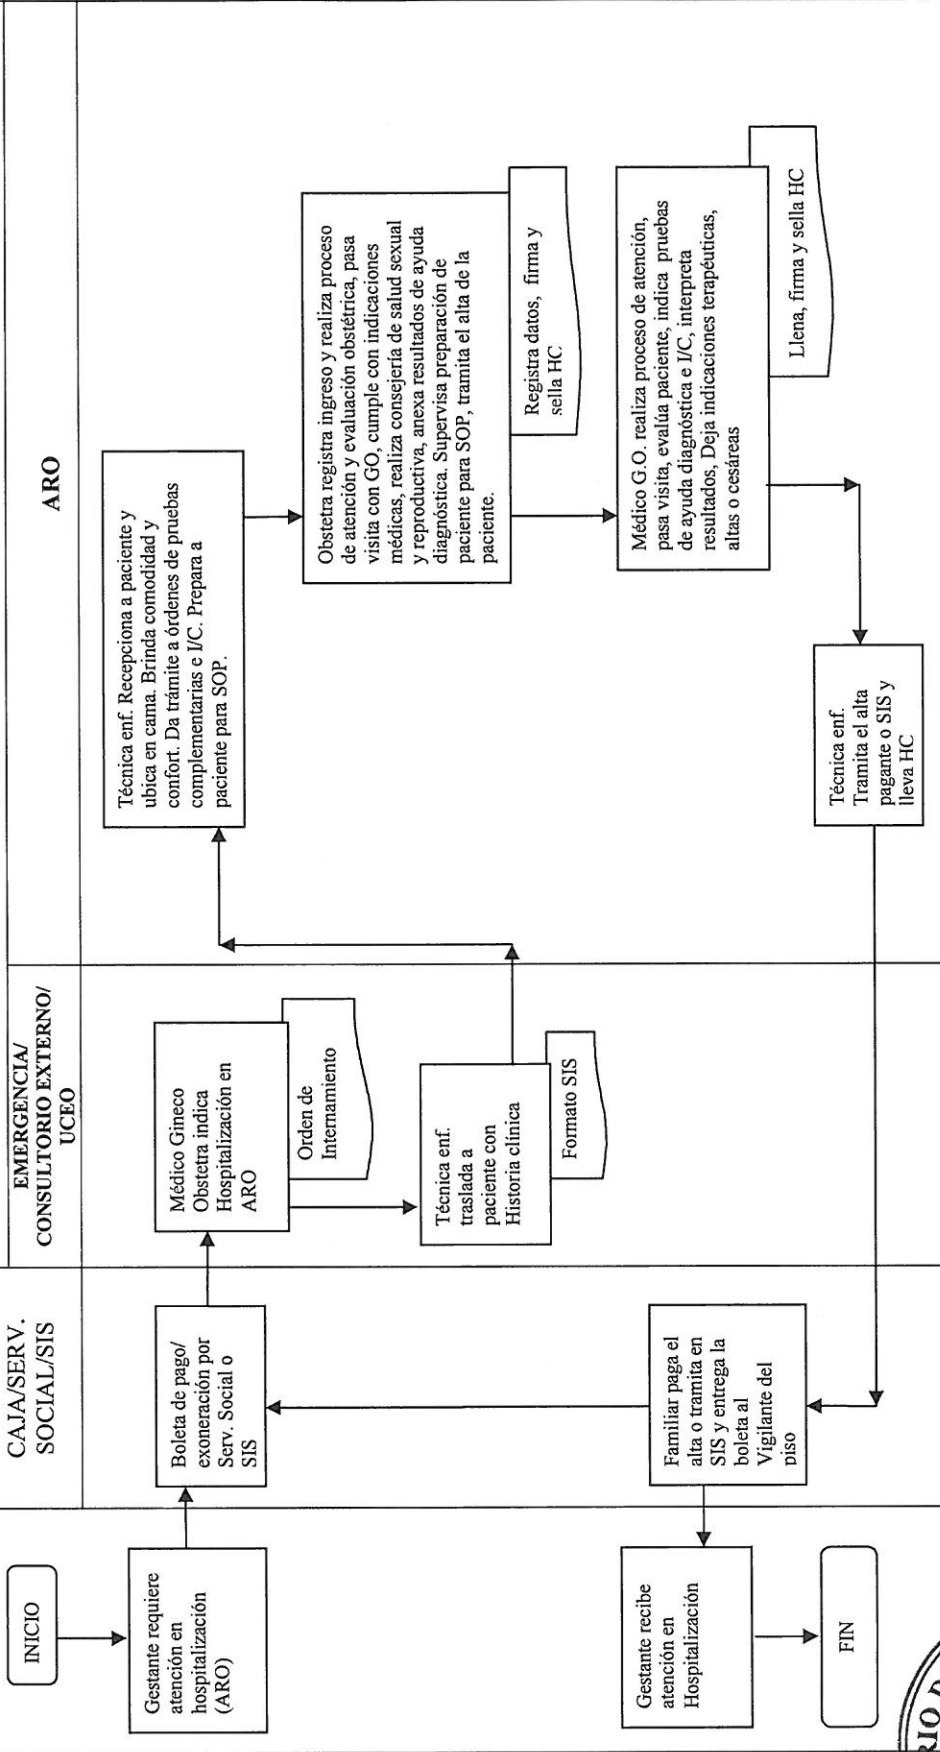 CAJA/SERV.
SOCIAL/SIS
EMERGENCIA/
CONSULTORIO EXTERNO/
UCEO
ARO
INICIO
Gestante requiere
atención en
hospitalización
(ARO)
Boleta de pago/
exoneración por
Serv. Social o
SIS
Médico Gineco
Obstetra indica
Hospitalización en
ARO
Orden de
Internamiento
Técnica enf.
traslada a
paciente con
Historia clínica
Formato SIS
Técnica enf. Recepciona a paciente y
ubica en cama. Brinda comodidad y
confort. Da trámite a órdenes de pruebas
complementarias e I/C. Prepara a
paciente para SOP.
Obstetra registra ingreso y realiza proceso
de atención y evaluación obstétrica, pasa
visita con GO, cumple con indicaciones
médicas, realiza consejería de salud sexual
y reproductiva, anexa resultados de ayuda
diagnóstica. Supervisa preparación de
paciente para SOP, tramita el alta de la
paciente.
Registra datos, firma y
sella HC
Médico G.O. realiza proceso de atención,
pasa visita, evalúa paciente, indica pruebas
de ayuda diagnóstica e I/C, interpreta
resultados, Deja indicaciones terapéuticas,
altas o cesáreas
Llena, firma y sella HC
Técnica enf.
Tramita el alta
pagante o SIS y
lleva HC
Familiar paga el
alta o tramita en
SIS y entrega la
boleta al
Vigilante del
piso
Gestante recibe
atención en
Hospitalización
FIN